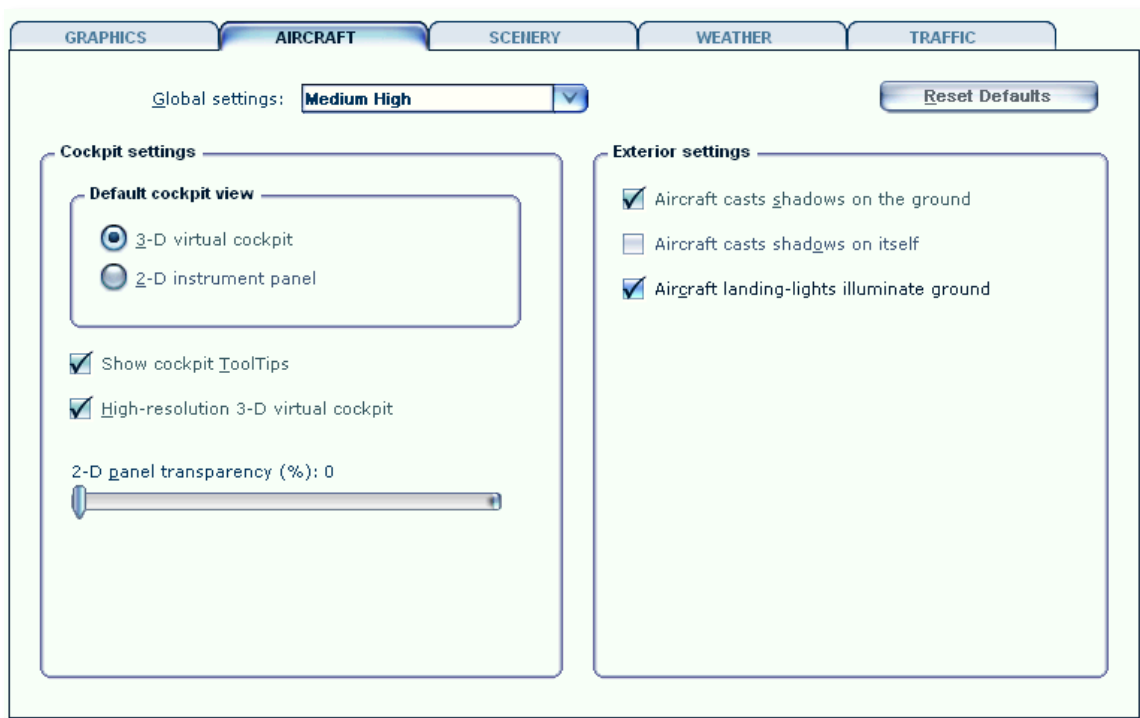 GRAPHICS AIRCRAFT SCENERY WEATHER TRAFFIC
Global settings: Medium High Reset Defaults
Cockpit settings
Default cockpit view
3-D virtual cockpit
2-D instrument panel
Show cockpit ToolTips
High-resolution 3-D virtual cockpit
2-D panel transparency (%): 0
Exterior settings
Aircraft casts shadows on the ground
Aircraft casts shadows on itself
Aircraft landing-lights illuminate ground